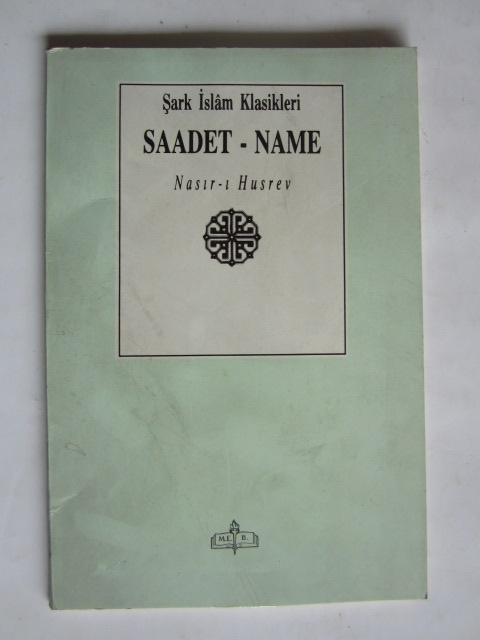 Şark İslâm Klasikleri
SAADET - NAME
Nasır-ı Husrev
M.E. B.